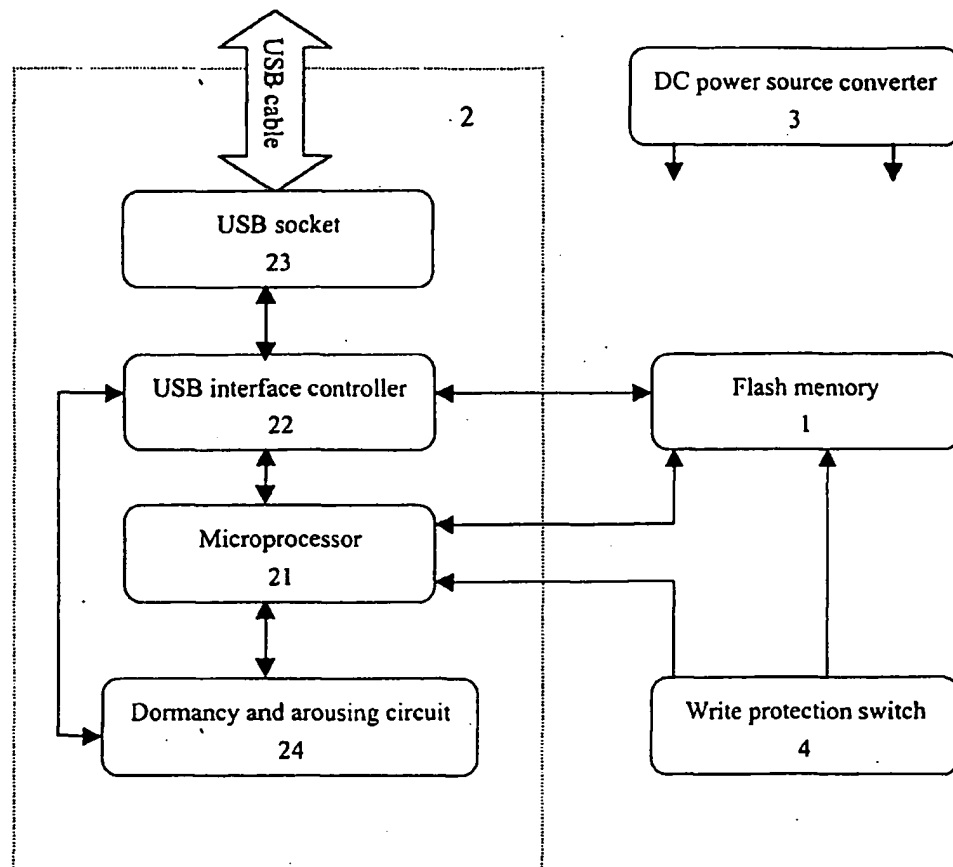 USB cable
2
DC power source converter
3
USB socket
23
USB interface controller
22
Flash memory
1
Microprocessor
21
Dormancy and arousing circuit
24
Write protection switch
4